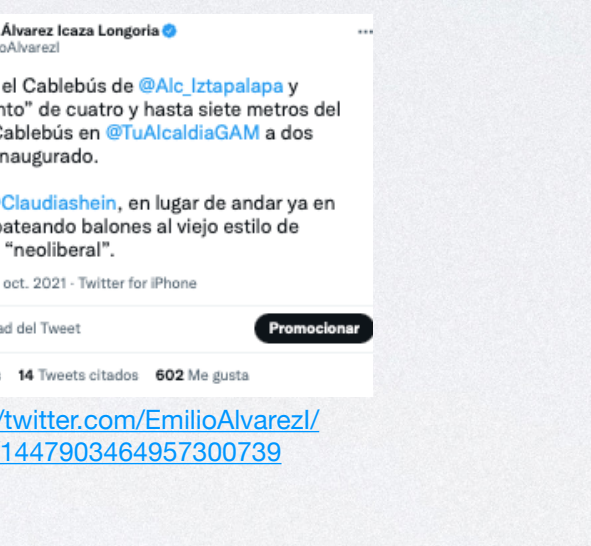 Álvarez Icaza Longoria
oAlvarezI
el Cablebús de @Alc_Iztapalapa y
nto” de cuatro y hasta siete metros del
Cablebús en @TuAlcaldiaGAM a dos
naugurado.
@Claudiashein, en lugar de andar ya en
pateando balones al viejo estilo de
“neoliberal”.
oct. 2021 · Twitter for iPhone
ad del Tweet
Promocionar
14 Tweets citados 602 Me gusta
/twitter.com/EmilioAlvarezI/
1447903464957300739